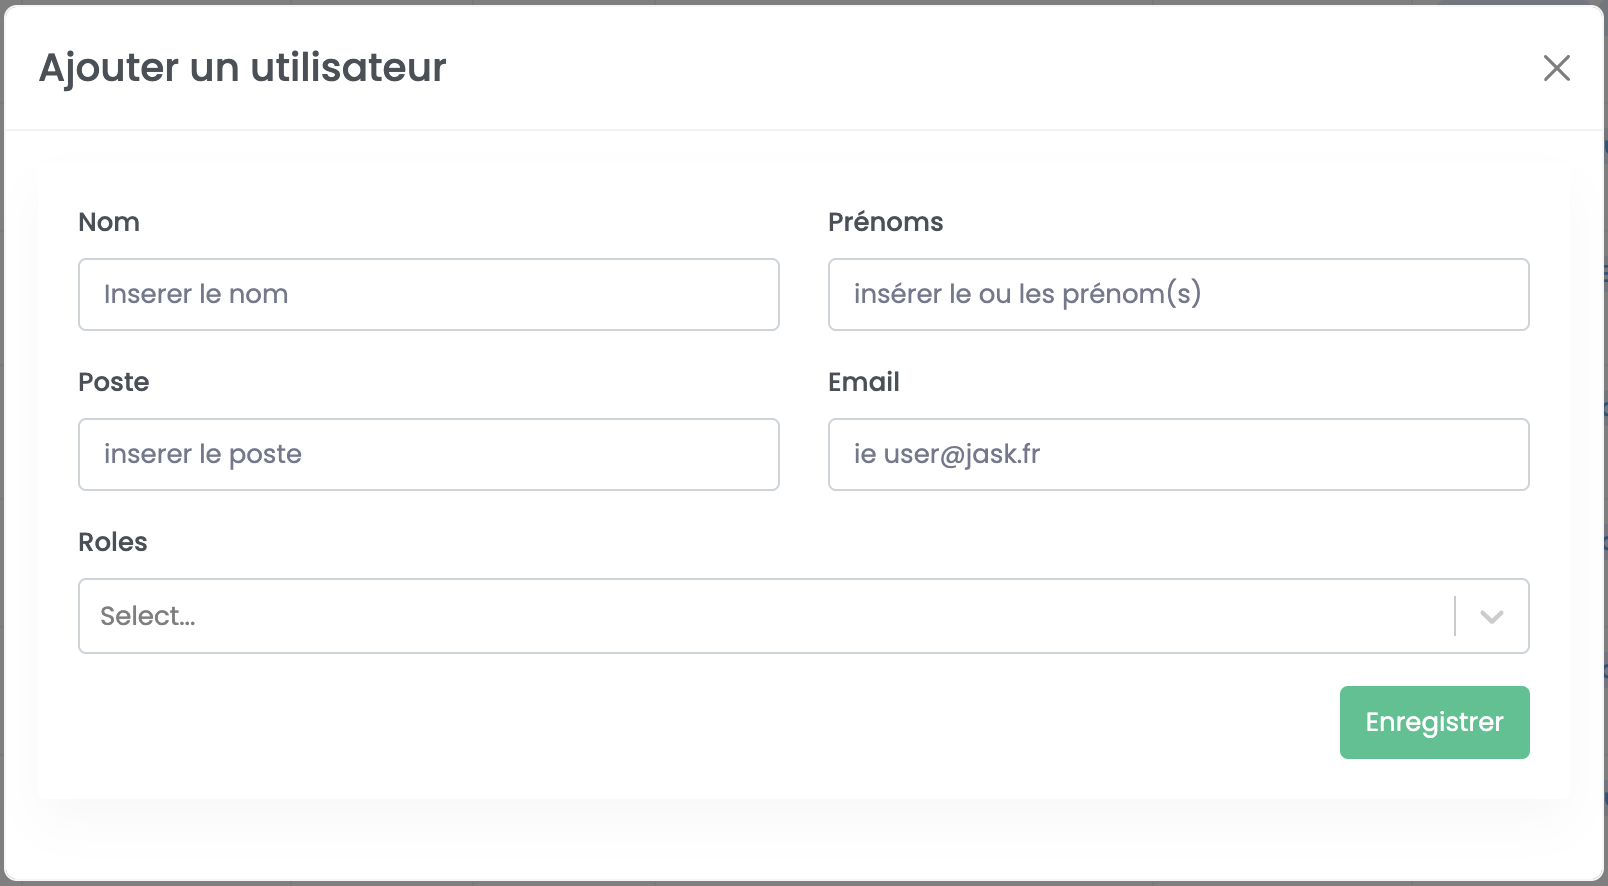 Ajouter un utilisateur
Nom
Prénoms
Inserer le nom
insérer le ou les prénom(s)
Poste
Email
inserer le poste
ie user@jask.fr
Roles
Select...
Enregistrer